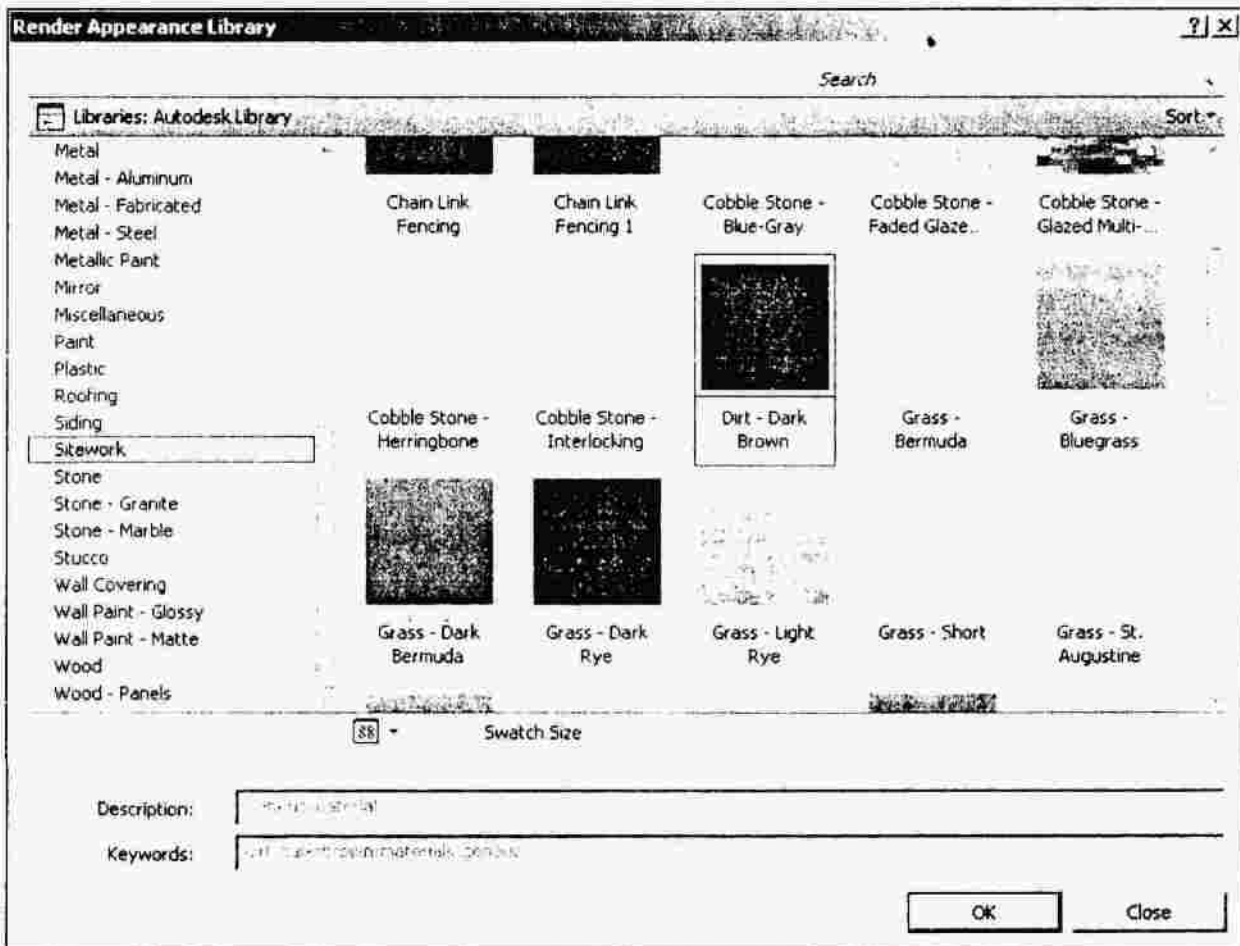 Render Appearance Library
Search
Libraries: Autodesk Library
Sort
Metal
Metal - Aluminum
Metal - Fabricated
Metal - Steel
Metallic Paint
Mirror
Miscellaneous
Paint
Plastic
Roofing
Siding
Sitework
Stone
Stone - Granite
Stone - Marble
Stucco
Wall Covering
Wall Paint - Glossy
Wall Paint - Matte
Wood
Wood - Panels
Chain Link
Fencing
Chain Link
Fencing 1
Cobble Stone -
Blue-Gray
Cobble Stone -
Faded Glaze...
Cobble Stone -
Glazed Multi-...
Cobble Stone -
Herringbone
Cobble Stone -
Interlocking
Dirt - Dark
Brown
Grass -
Bermuda
Grass -
Bluegrass
Grass - Dark
Bermuda
Grass - Dark
Rye
Grass - Light
Rye
Grass - Short
Grass - St.
Augustine
Swatch Size
Description:
Keywords:
OK
Close